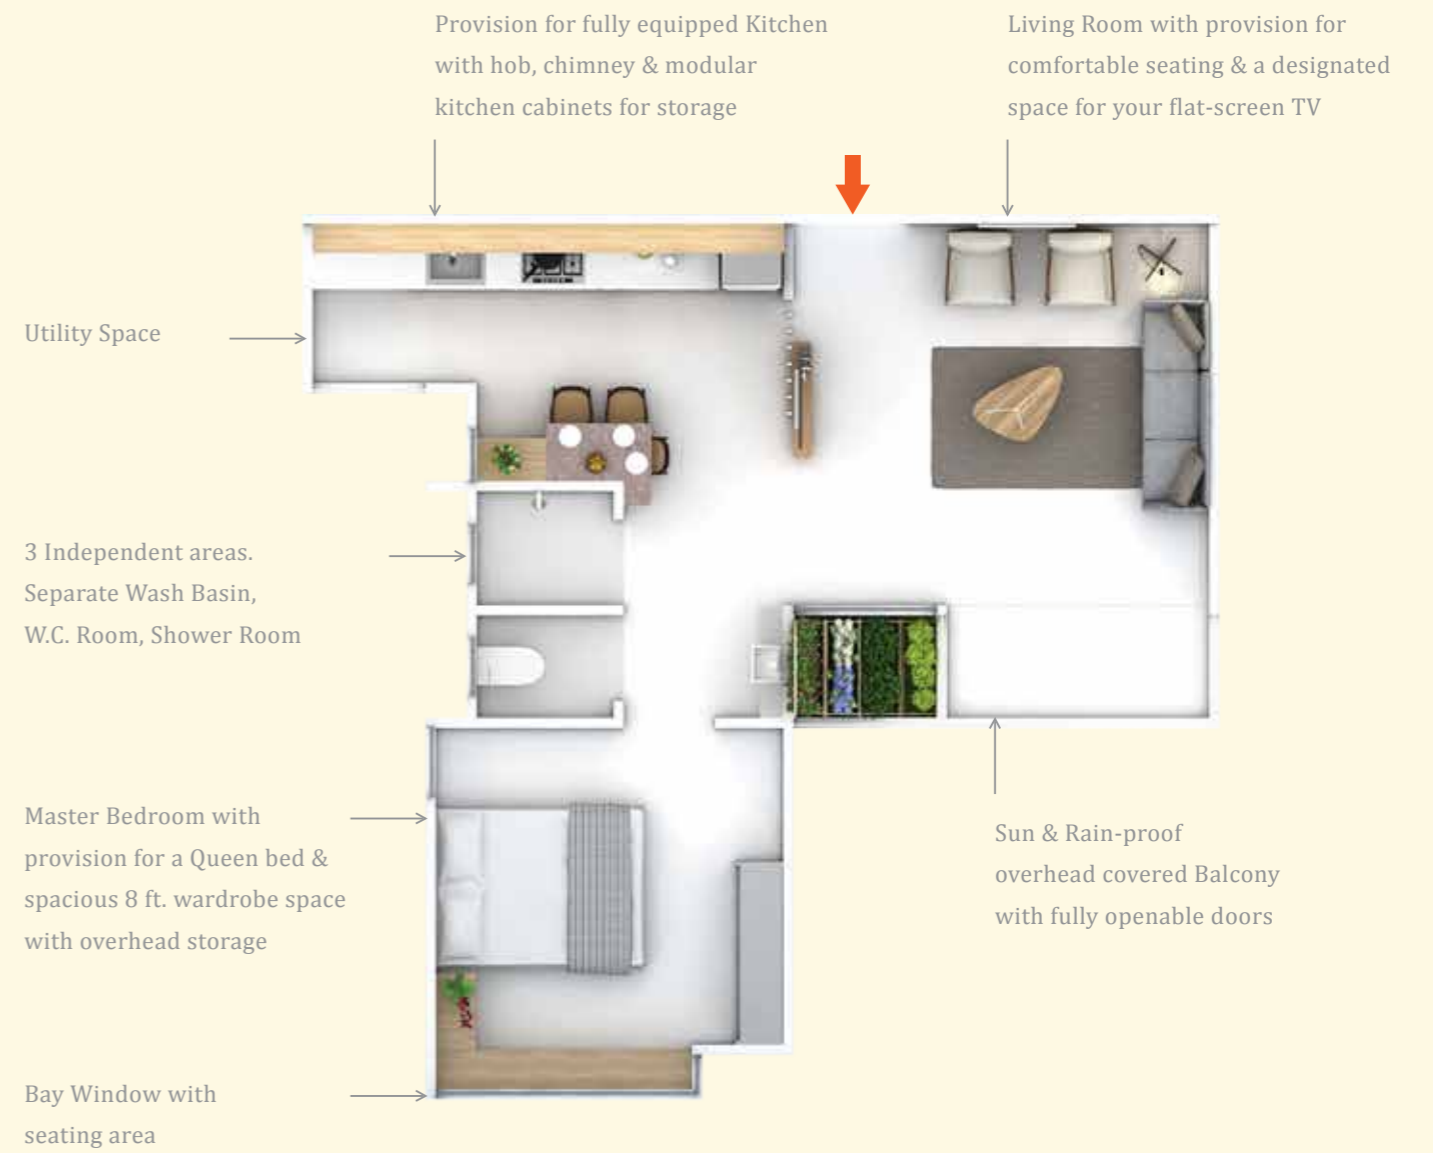 Provision for fully equipped Kitchen
with hob, chimney & modular
kitchen cabinets for storage
Living Room with provision for
comfortable seating & a designated
space for your flat-screen TV
Utility Space
3 Independent areas.
Separate Wash Basin,
W.C. Room, Shower Room
Master Bedroom with
provision for a Queen bed &
spacious 8 ft. wardrobe space
with overhead storage
Sun & Rain-proof
overhead covered Balcony
with fully openable doors
Bay Window with
seating area